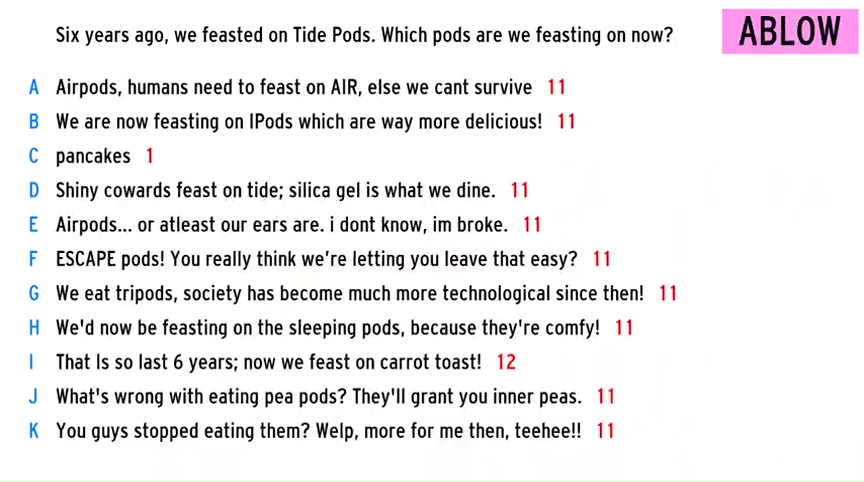 Six years ago, we feasted on Tide Pods. Which pods are we feasting on now?
ABLOW
A Airpods, humans need to feast on AIR, else we cant survive 11
B We are now feasting on IPods which are way more delicious! 11
C pancakes 1
D Shiny cowards feast on tide; silica gel is what we dine. 11
E Airpods... or atleast our ears are. i dont know, im broke. 11
F ESCAPE pods! You really think we're letting you leave that easy? 11
G We eat tripods, society has become much more technological since then! 11
H We'd now be feasting on the sleeping pods, because they're comfy! 11
I That Is so last 6 years; now we feast on carrot toast! 12
J What's wrong with eating pea pods? They'll grant you inner peas. 11
K You guys stopped eating them? Welp, more for me then, teehee!! 11